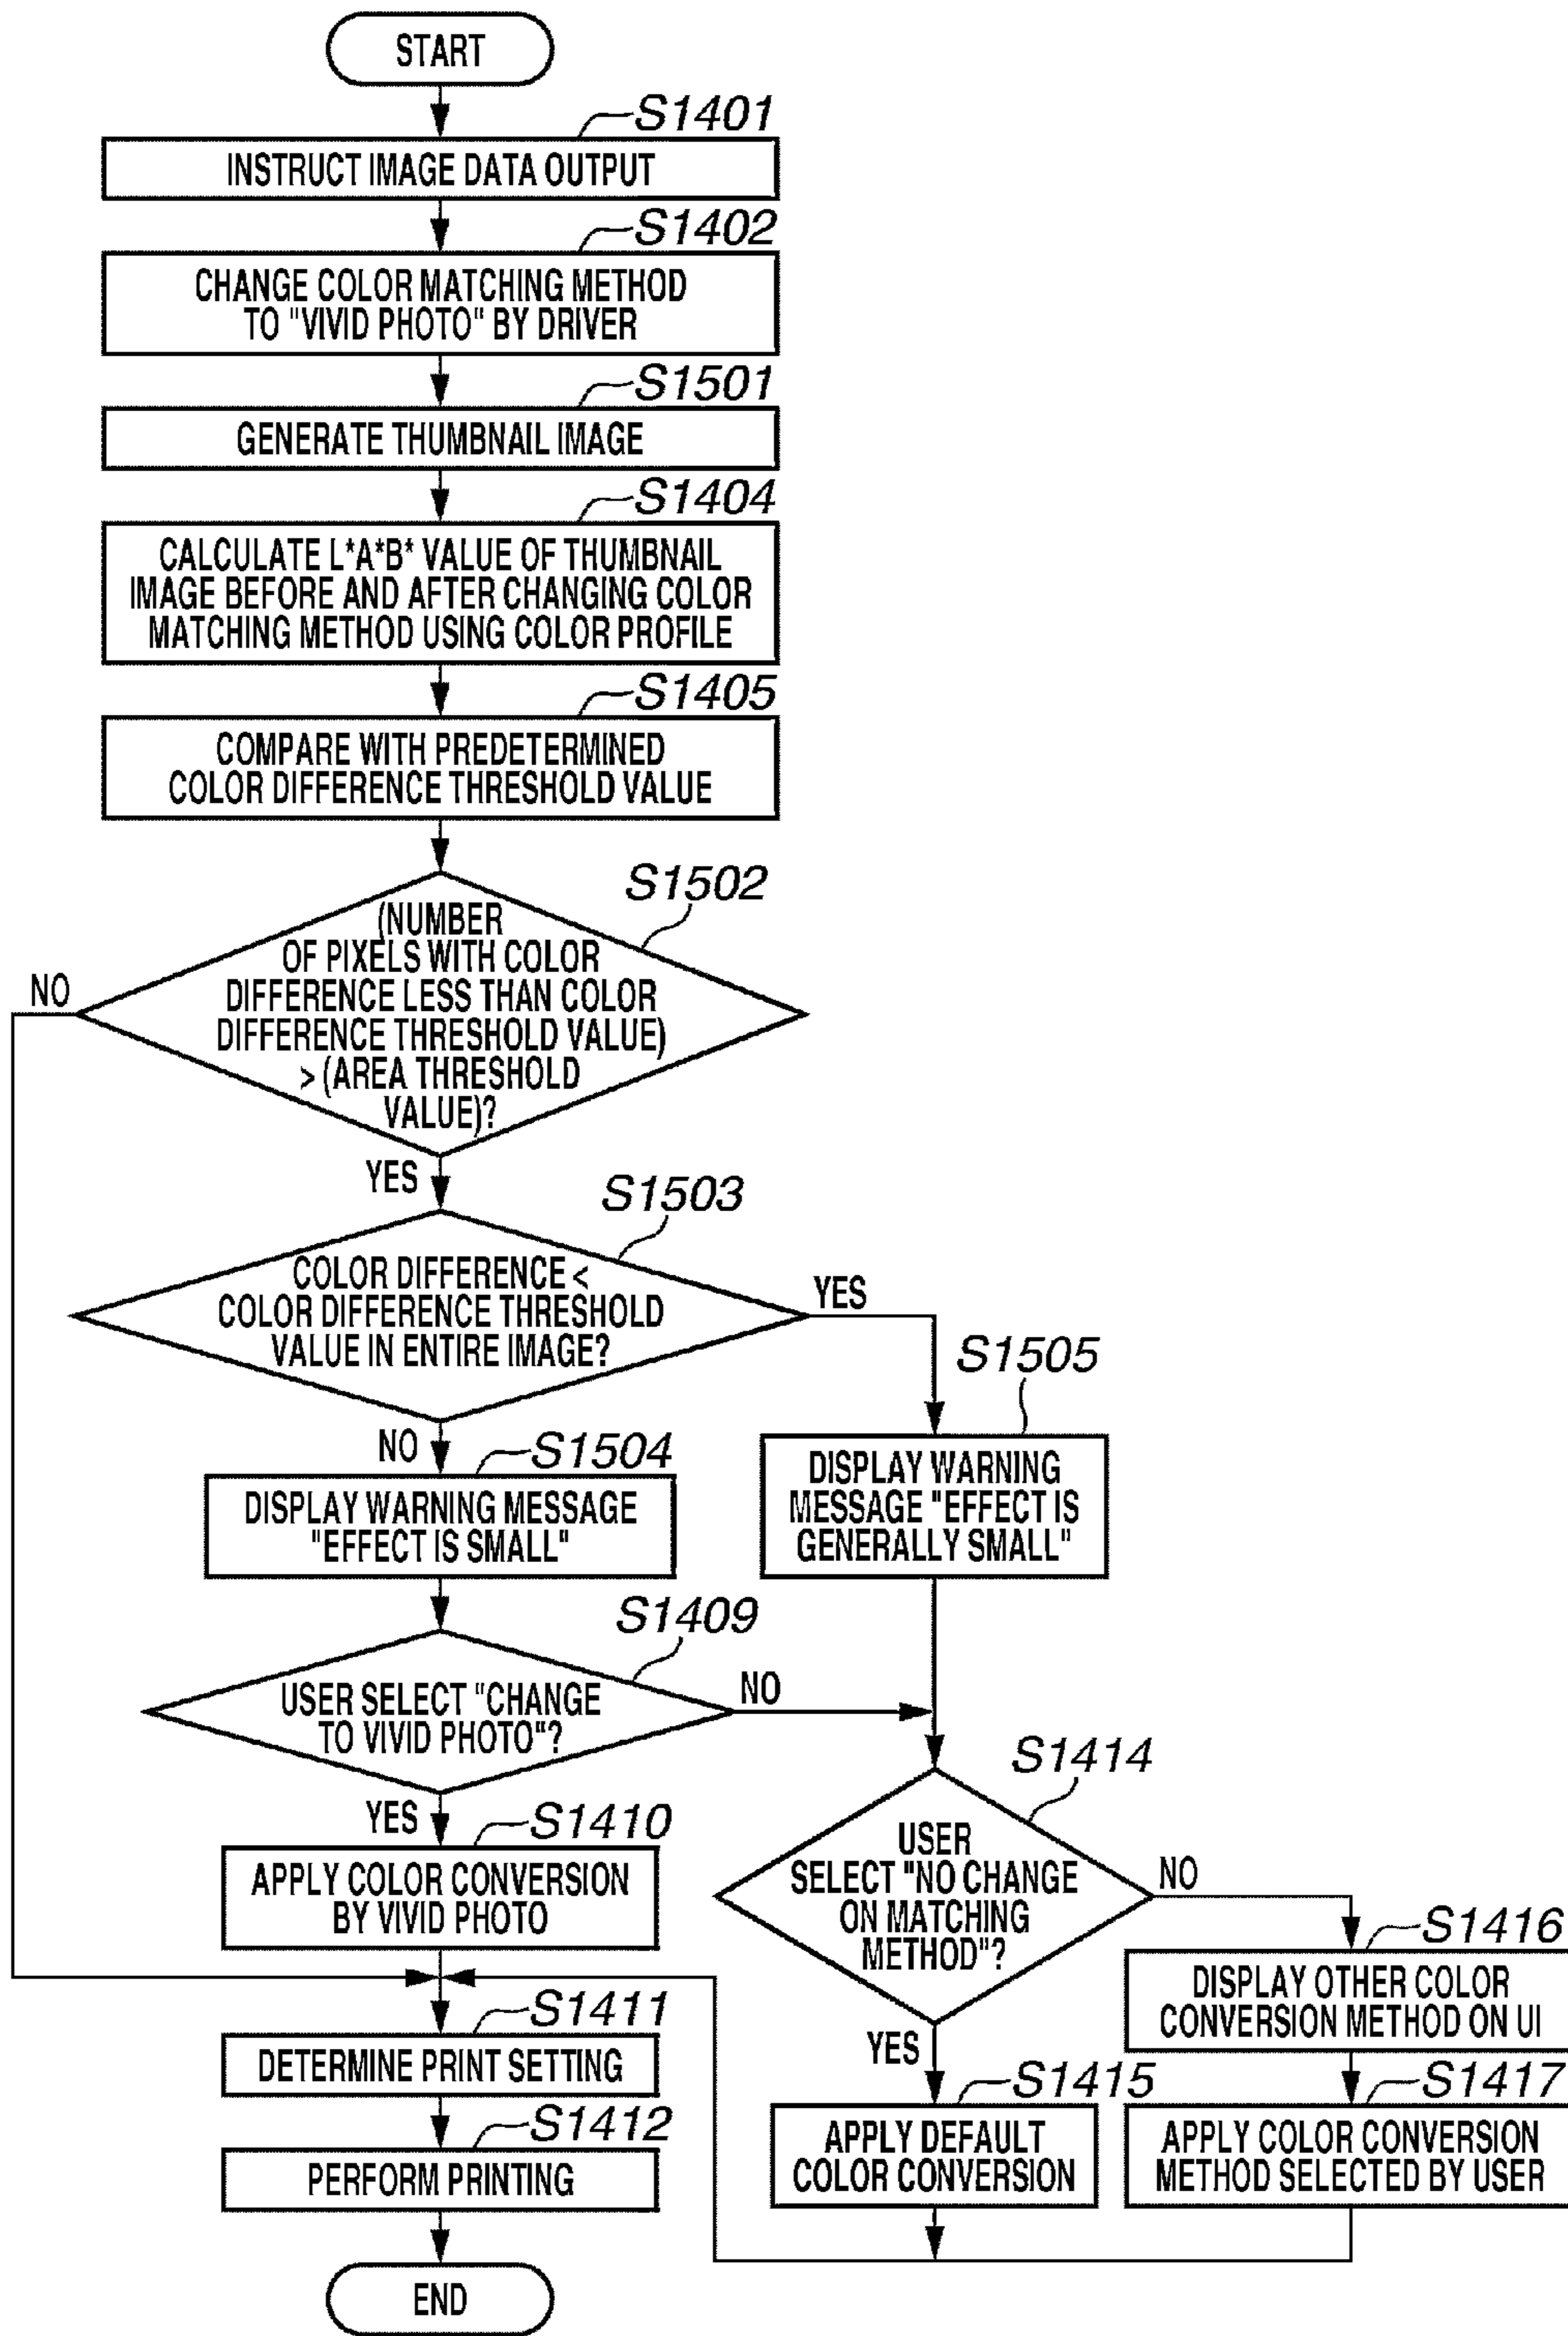 START
S1401
INSTRUCT IMAGE DATA OUTPUT
S1402
CHANGE COLOR MATCHING METHOD
TO "VIVID PHOTO" BY DRIVER
S1501
GENERATE THUMBNAIL IMAGE
S1404
CALCULATE L*A*B* VALUE OF THUMBNAIL
IMAGE BEFORE AND AFTER CHANGING COLOR
MATCHING METHOD USING COLOR PROFILE
S1405
COMPARE WITH PREDETERMINED
COLOR DIFFERENCE THRESHOLD VALUE
S1502
(NUMBER
OF PIXELS WITH COLOR
DIFFERENCE LESS THAN COLOR
DIFFERENCE THRESHOLD VALUE)
> (AREA THRESHOLD
VALUE)?
NO
YES
S1503
COLOR DIFFERENCE <
COLOR DIFFERENCE THRESHOLD
VALUE IN ENTIRE IMAGE?
YES
NO
S1505
DISPLAY WARNING
MESSAGE "EFFECT IS
GENERALLY SMALL"
S1504
DISPLAY WARNING MESSAGE
"EFFECT IS SMALL"
S1409
USER SELECT "CHANGE
TO VIVID PHOTO"?
NO
YES
S1414
USER
SELECT "NO CHANGE
ON MATCHING
METHOD"?
NO
YES
S1410
APPLY COLOR CONVERSION
BY VIVID PHOTO
S1416
DISPLAY OTHER COLOR
CONVERSION METHOD ON UI
S1411
DETERMINE PRINT SETTING
S1415
APPLY DEFAULT
COLOR CONVERSION
S1417
APPLY COLOR CONVERSION
METHOD SELECTED BY USER
S1412
PERFORM PRINTING
END